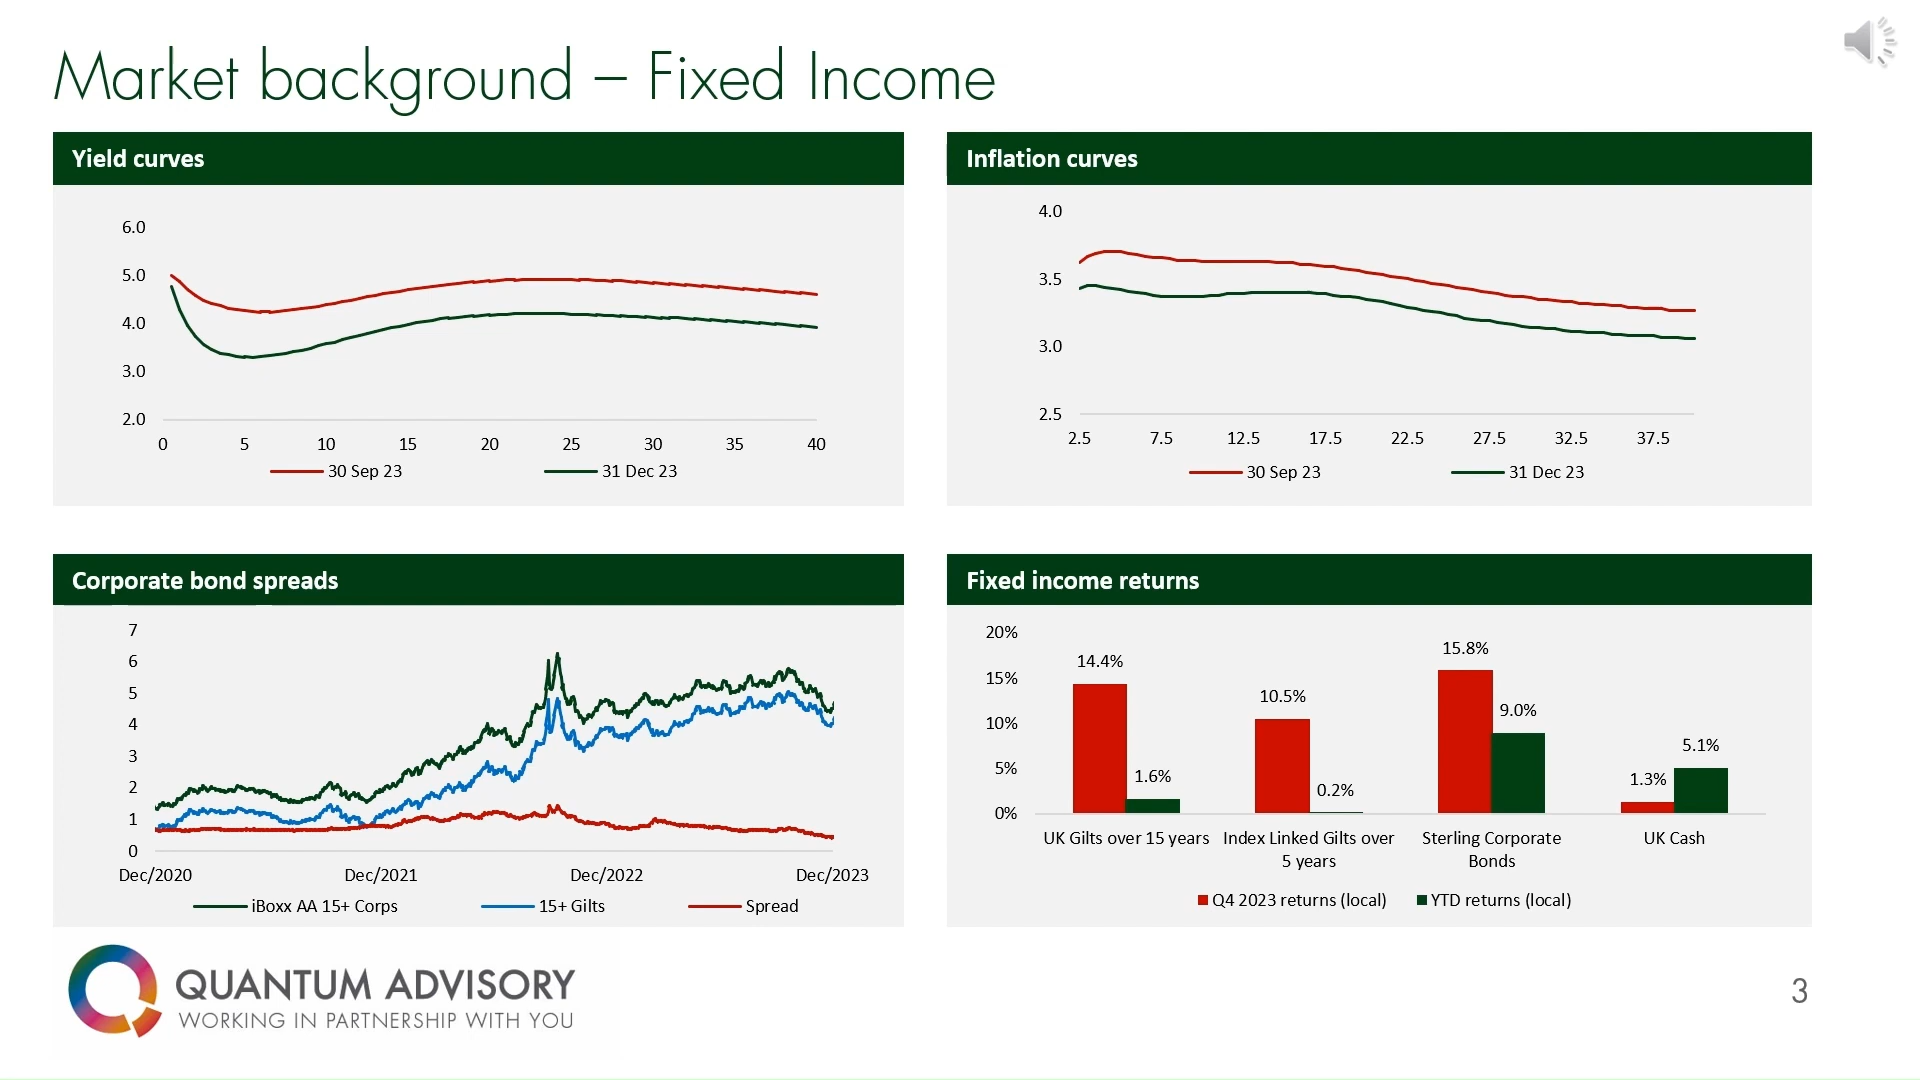 Market background – Fixed Income
Yield curves
6.0
5.0
4.0
3.0
2.0
0 5 10 15 20 25 30 35 40
30 Sep 23 31 Dec 23
Inflation curves
4.0
3.5
3.0
2.5
2.5 7.5 12.5 17.5 22.5 27.5 32.5 37.5
30 Sep 23 31 Dec 23
Corporate bond spreads
7
6
5
4
3
2
1
0
Dec/2020 Dec/2021 Dec/2022 Dec/2023
iBoxx AA 15+ Corps 15+ Gilts Spread
Fixed income returns
20%
15%
10%
5%
0%
14.4% 1.6% 10.5% 0.2% 15.8% 9.0% 1.3% 5.1%
UK Gilts over 15 years Index Linked Gilts over Sterling Corporate UK Cash
5 years Bonds
Q4 2023 returns (local) YTD returns (local)
QUANTUM ADVISORY
WORKING IN PARTNERSHIP WITH YOU
3